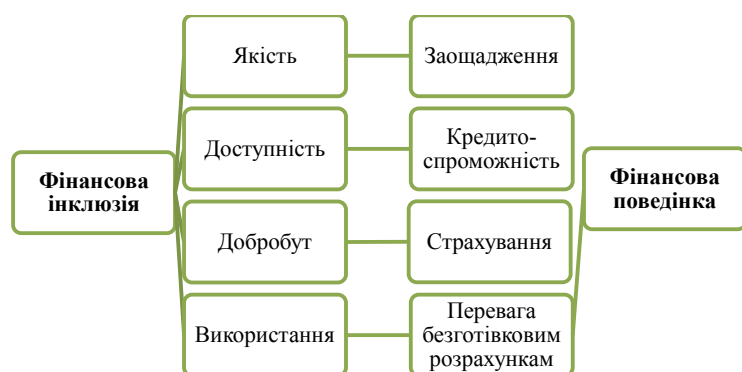 Якість
Заощадження
Доступність
Кредито-
спроможність
Фінансова
інклюзія
Фінансова
поведінка
Добробут
Страхування
Використання
Перевага
безготівковим
розрахункам